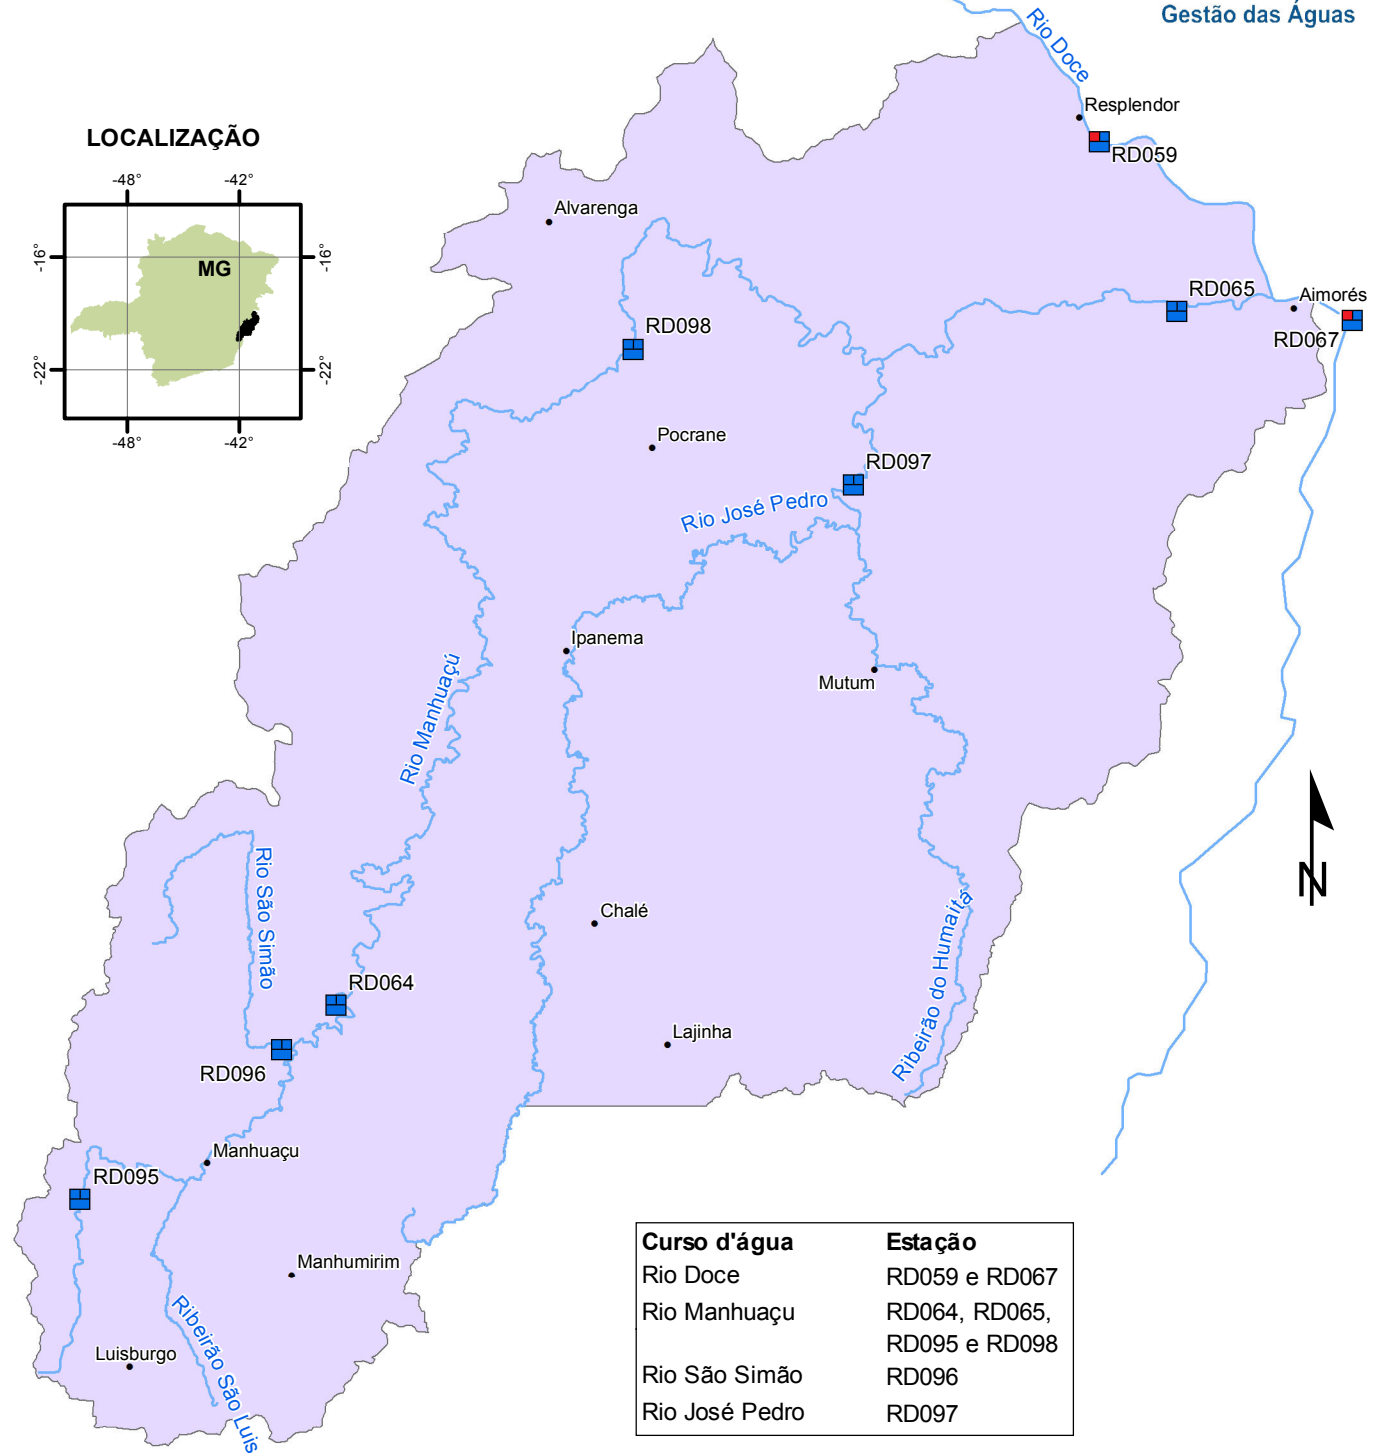 Gestão das Águas
Rio Doce
Resplendor
RD059
LOCALIZAÇÃO
-48°
-42°
-16°
-16°
MG
-22°
-22°
-48°
-42°
Alvarenga
RD098
RD065
Aimorés
RD067
Pocrane
RD097
Rio José Pedro
Ipanema
Mutum
Rio Manhuaçú
Rio São Simão
Chalé
Ribeirão do Humaitá
RD064
Lajinha
RD096
Manhuaçu
RD095
Manhumirim
Luisburgo
Ribeirão São Luis
N
Curso d'água Estação
Rio Doce RD059 e RD067
Rio Manhuaçu RD064, RD065,
RD095 e RD098
Rio São Simão RD096
Rio José Pedro RD097